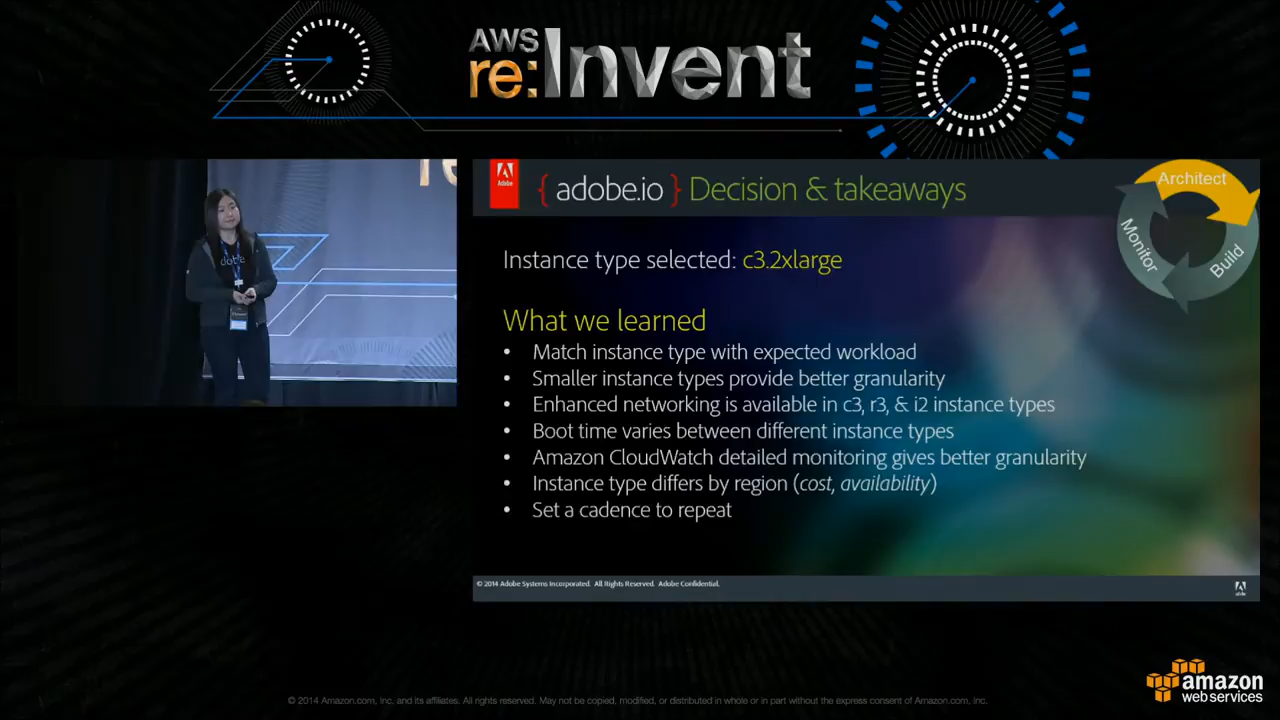 AWS
re:Invent
re
Adobe
{ adobe.io } Decision & takeaways
Architect
Build
Monitor
Instance type selected: c3.2xlarge
What we learned
• Match instance type with expected workload
• Smaller instance types provide better granularity
• Enhanced networking is available in c3, r3, & i2 instance types
• Boot time varies between different instance types
• Amazon CloudWatch detailed monitoring gives better granularity
• Instance type differs by region (cost, availability)
• Set a cadence to repeat
© 2014 Adobe Systems Incorporated. All Rights Reserved. Adobe Confidential.
Adobe
amazon
web services
© 2014 Amazon.com, Inc. and its affiliates. All rights reserved. May not be copied, modified, or distributed in whole or in part without the express consent of Amazon.com, Inc.